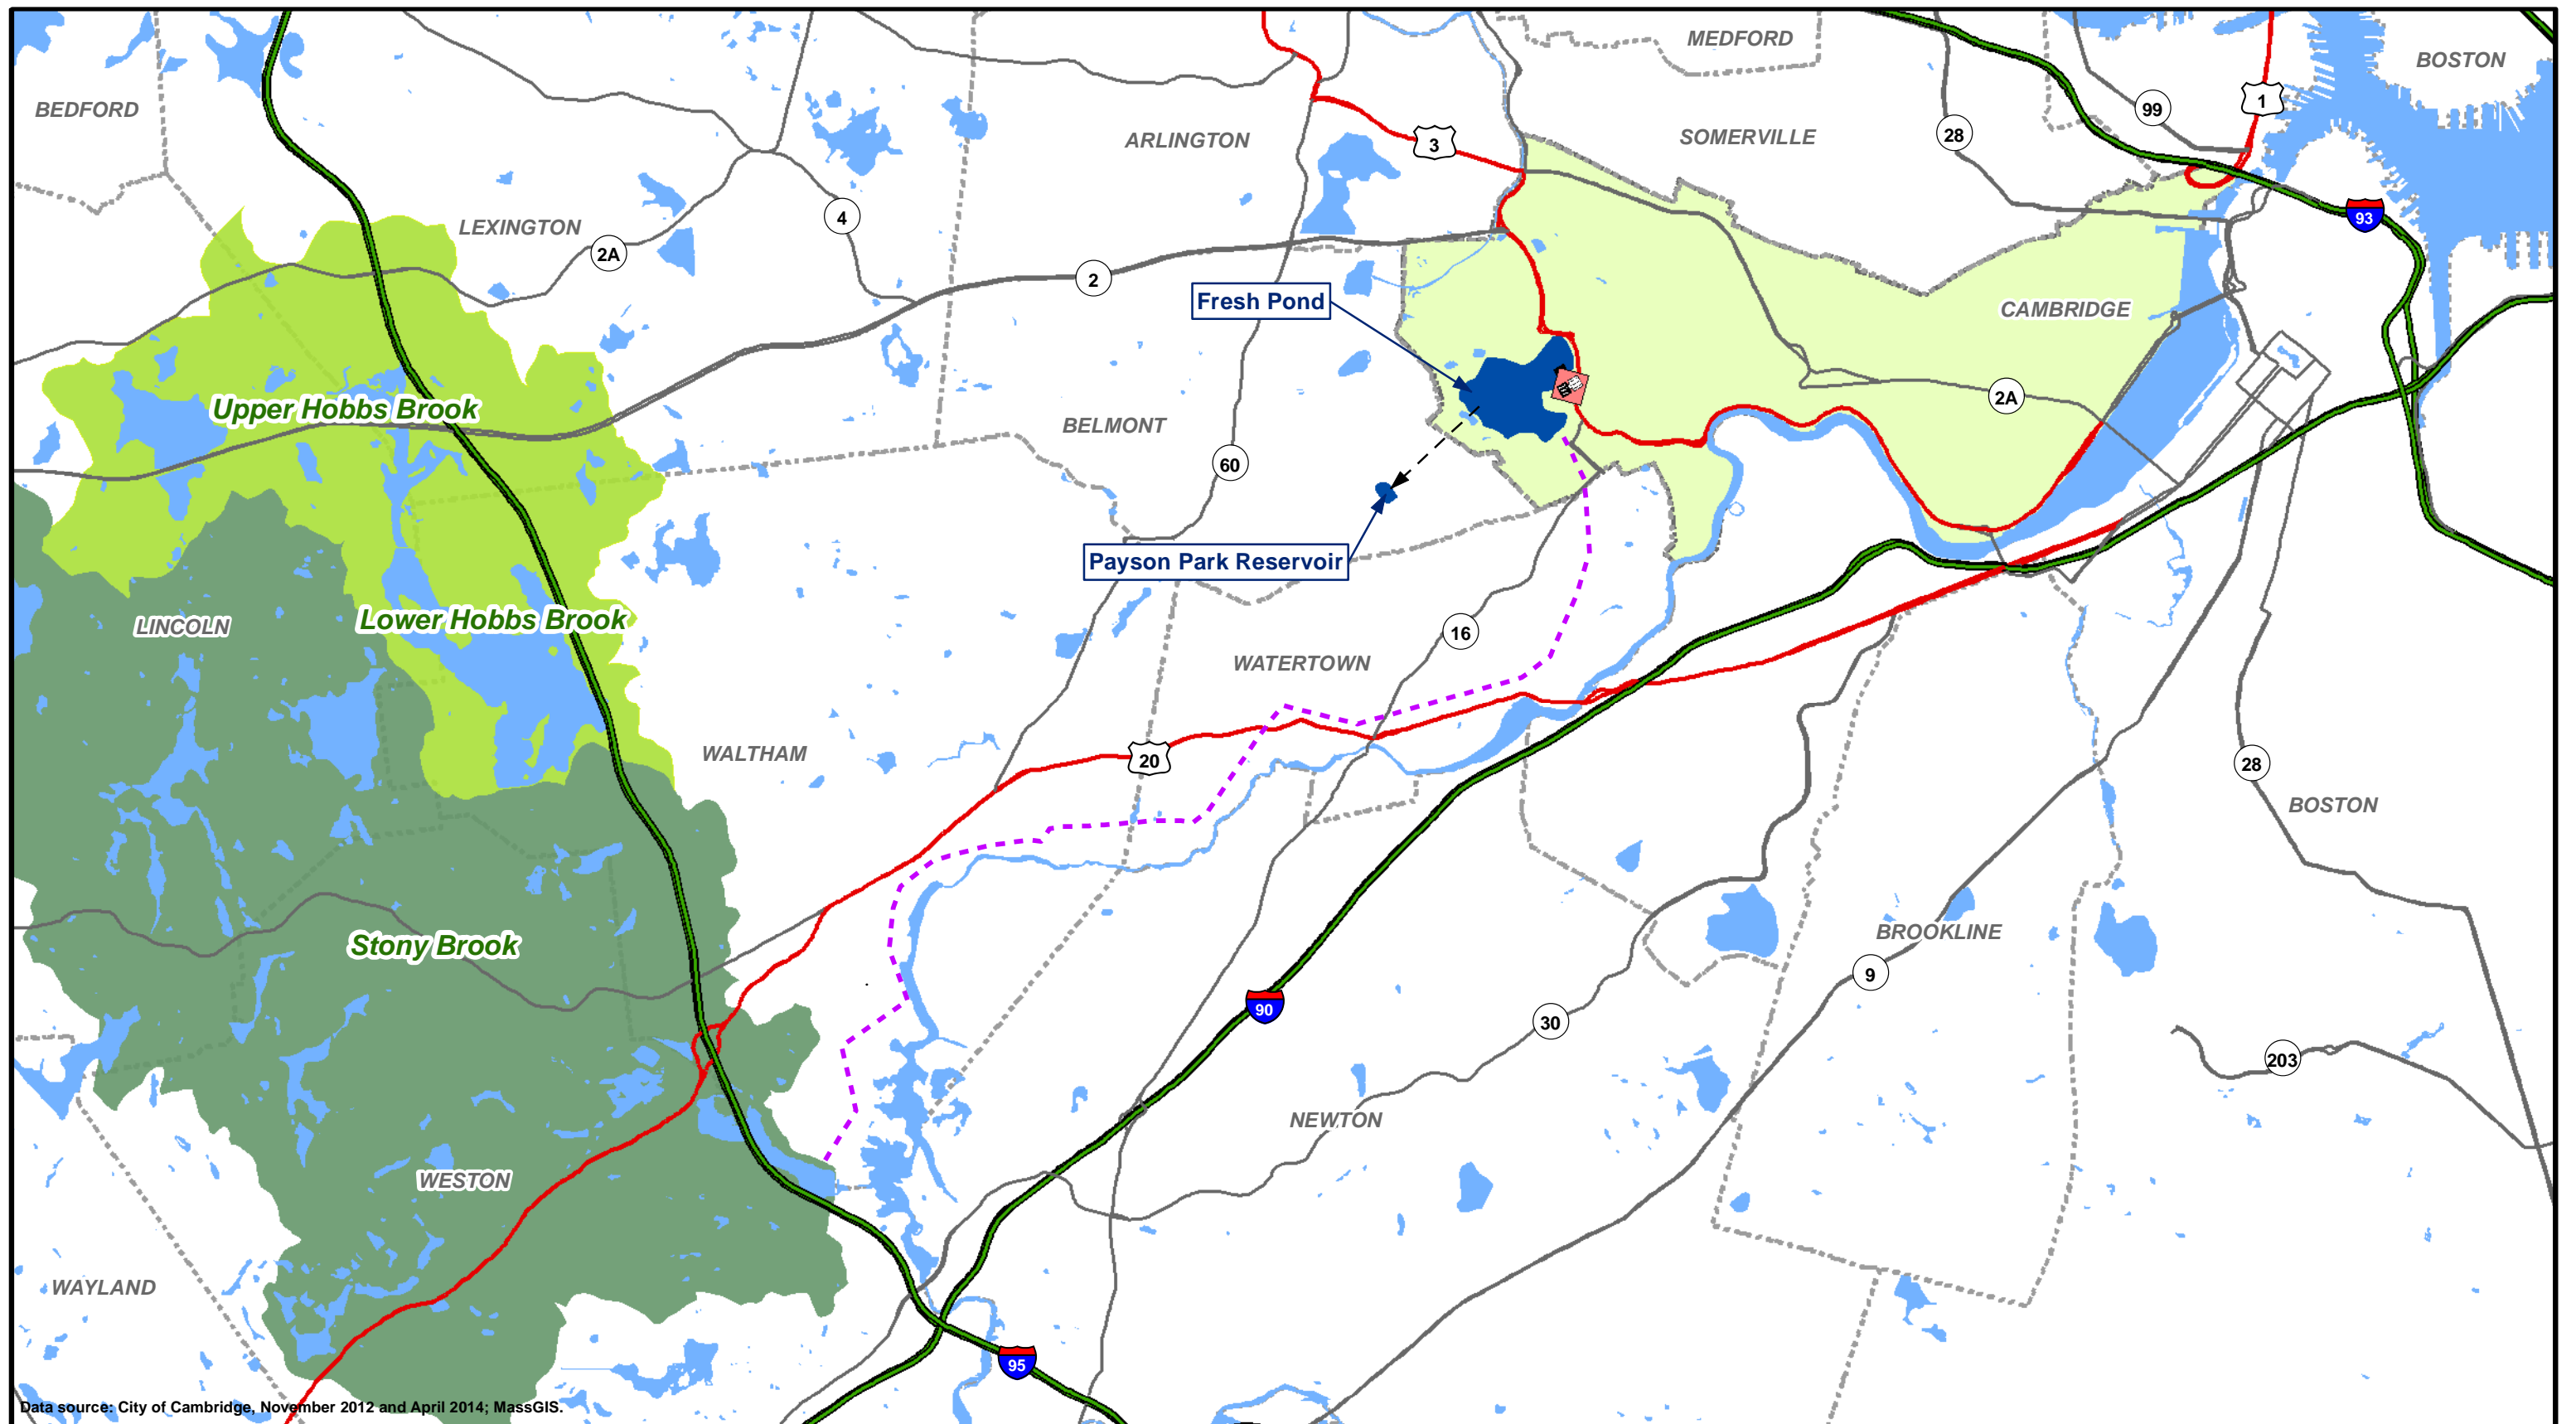 MEDFORD
BOSTON
BEDFORD
99
1
28
SOMERVILLE
ARLINGTON
3
4
93
LEXINGTON
2A
2
Fresh Pond
CAMBRIDGE
2A
Upper Hobbs Brook
BELMONT
60
Payson Park Reservoir
LINCOLN
Lower Hobbs Brook
16
WATERTOWN
WALTHAM
20
28
BOSTON
Stony Brook
BROOKLINE
9
90
30
203
NEWTON
WESTON
WAYLAND
95
Data source: City of Cambridge, November 2012 and April 2014; MassGIS.